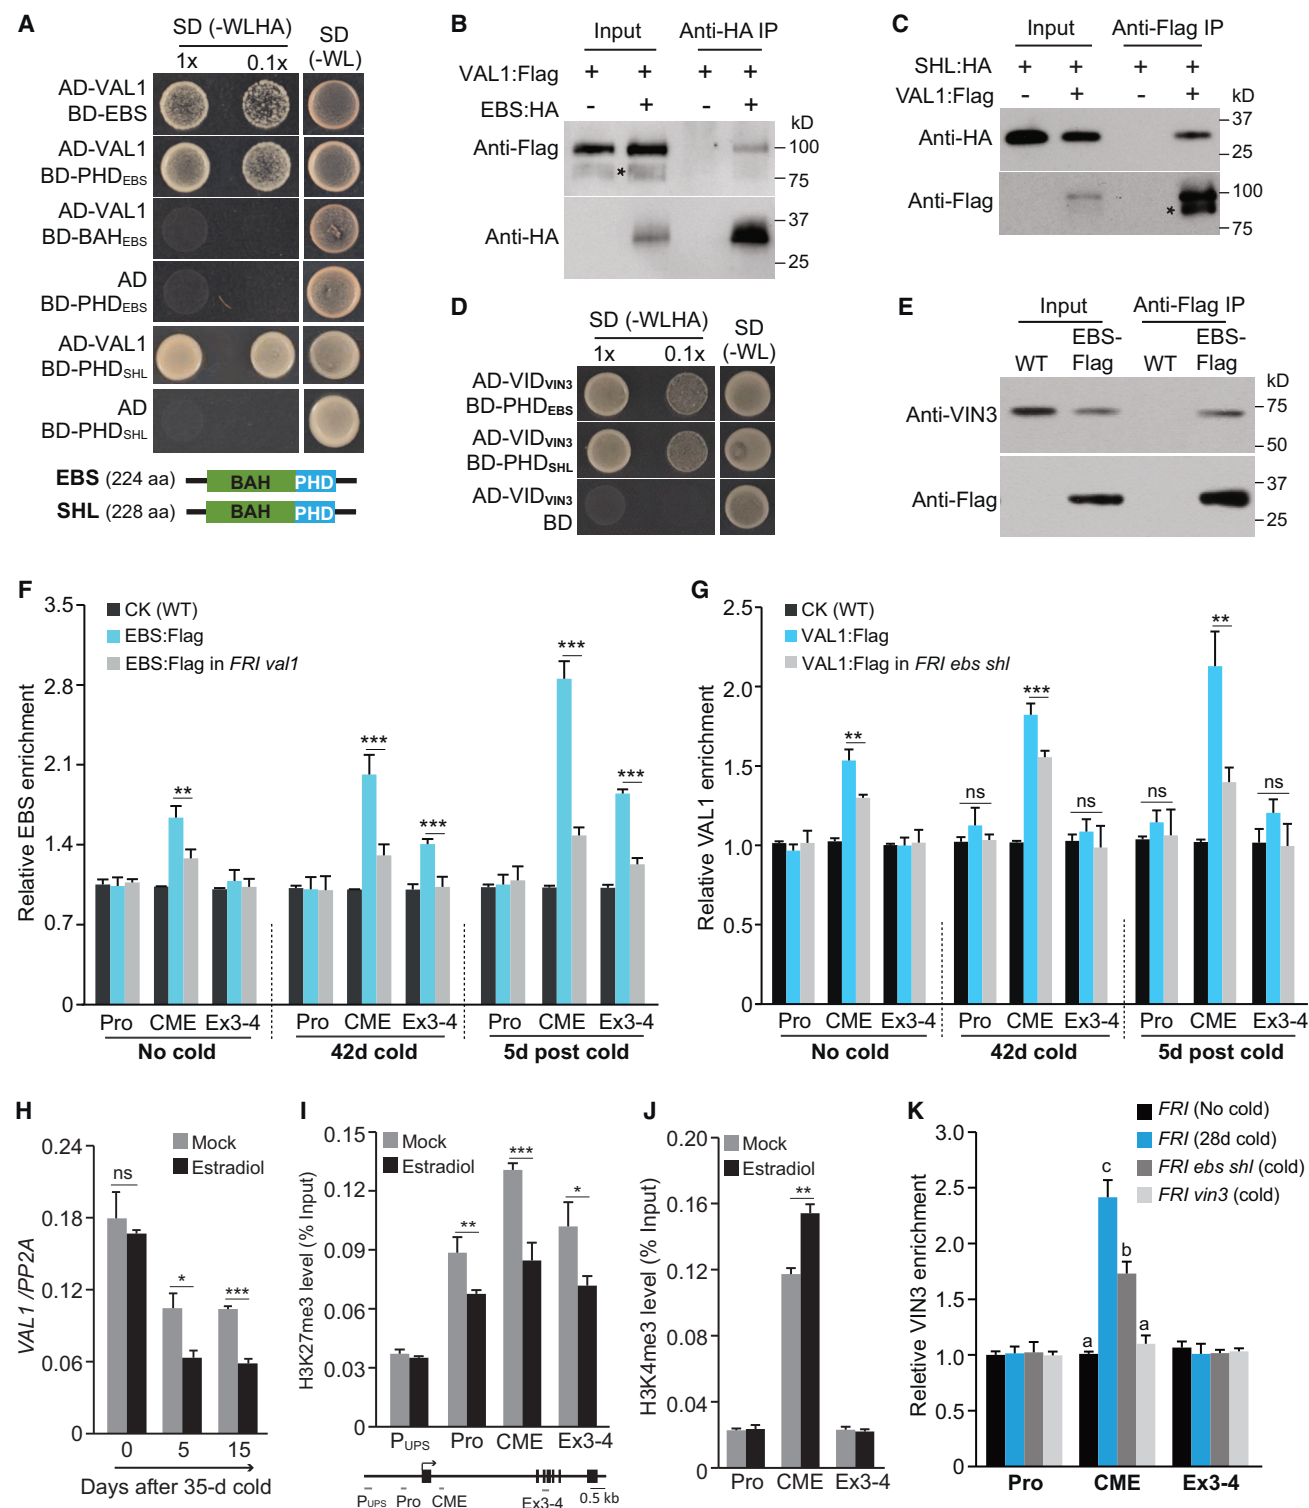 A
SD (-WLHA)
SD (-WL)
1x 0.1x
AD-VAL1
BD-EBS
AD-VAL1
BD-PHD_EBS
AD-VAL1
BD-BAH_EBS
AD
BD-PHD_EBS
AD-VAL1
BD-PHD_SHL
AD
BD-PHD_SHL
EBS (224 aa) BAH PHD
SHL (228 aa) BAH PHD
B
Input Anti-HA IP
VAL1:Flag + + + +
EBS:HA - + - +
kD
Anti-Flag
*
100
75
Anti-HA
37
25
C
Input Anti-Flag IP
SHL:HA + + + +
VAL1:Flag - + - +
kD
Anti-HA
37
25
Anti-Flag
*
100
75
D
SD (-WLHA)
SD (-WL)
1x 0.1x
AD-VID_VIN3
BD-PHD_EBS
AD-VID_VIN3
BD-PHD_SHL
AD-VID_VIN3
BD
E
Input Anti-Flag IP
WT EBS-Flag WT EBS-Flag
kD
Anti-VIN3
75
50
Anti-Flag
37
25
F
Relative EBS enrichment
3.5
2.8
2.1
1.4
0.7
0
CK (WT)
EBS:Flag
EBS:Flag in FRI val1
** *** *** *** ***
Pro CME Ex3-4 Pro CME Ex3-4 Pro CME Ex3-4
No cold 42d cold 5d post cold
G
Relative VAL1 enrichment
2.5
2.0
1.5
1.0
0.5
0
CK (WT)
VAL1:Flag
VAL1:Flag in FRI ebs shl
** ns *** ns ns ** ns
Pro CME Ex3-4 Pro CME Ex3-4 Pro CME Ex3-4
No cold 42d cold 5d post cold
H
VAL1 /PP2A
0.24
0.18
0.12
0.06
0
Mock
Estradiol
ns * ***
0 5 15
Days after 35-d cold
I
H3K27me3 level (% Input)
0.15
0.12
0.09
0.06
0.03
0
Mock
Estradiol
** *** *
P_UPS Pro CME Ex3-4
P_UPS Pro CME Ex3-4 0.5 kb
J
H3K4me3 level (% Input)
0.20
0.16
0.12
0.08
0.04
0
Mock
Estradiol
**
Pro CME Ex3-4
K
Reletive VIN3 enrichment
3.0
2.5
2.0
1.5
1.0
0.5
0
FRI (No cold)
FRI (28d cold)
FRI ebs shl (cold)
FRI vin3 (cold)
a c b a
Pro CME Ex3-4